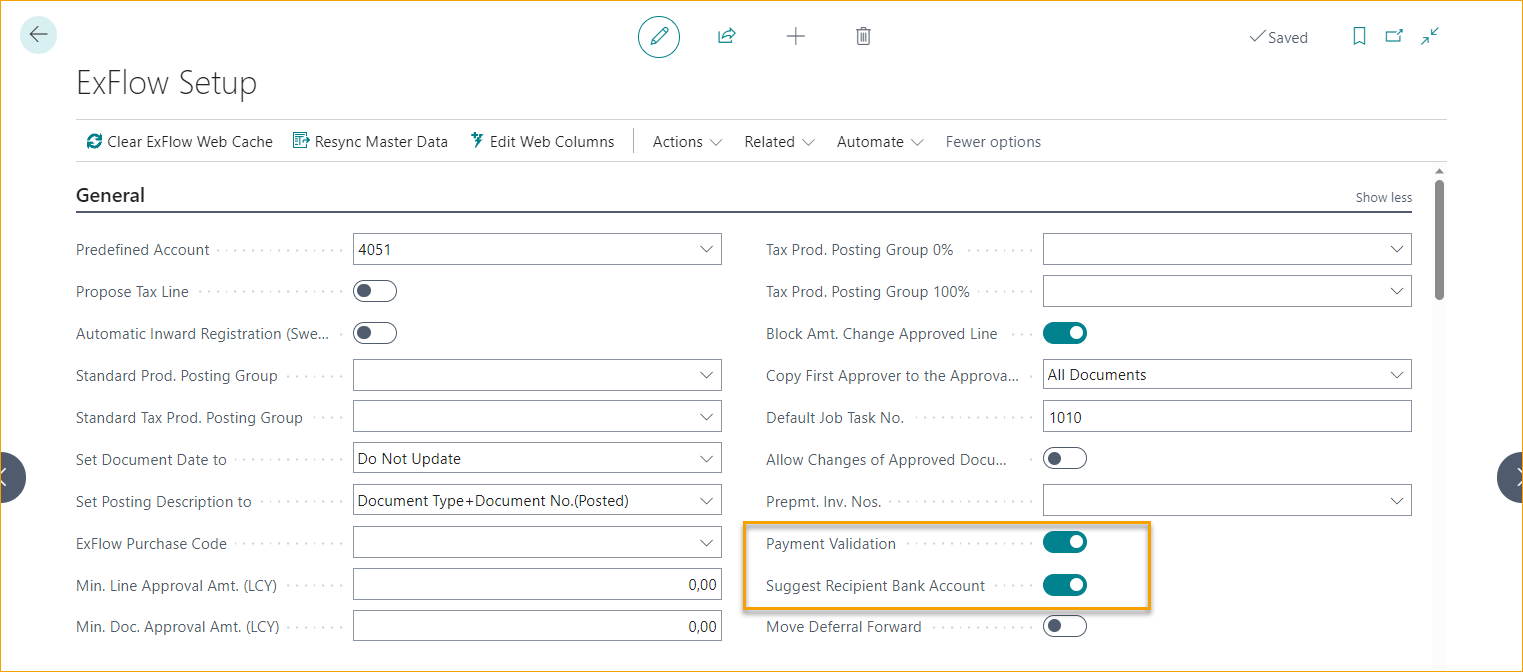 Saved
ExFlow Setup
Clear ExFlow Web Cache Resync Master Data Edit Web Columns Actions Related Automate Fewer options
General Show less
Predefined Account 4051
Propose Tax Line
Automatic Inward Registration (Swe...
Standard Prod. Posting Group
Standard Tax Prod. Posting Group
Set Document Date to Do Not Update
Set Posting Description to Document Type+Document No.(Posted)
ExFlow Purchase Code
Min. Line Approval Amt. (LCY) 0,00
Min. Doc. Approval Amt. (LCY) 0,00
Tax Prod. Posting Group 0%
Tax Prod. Posting Group 100%
Block Amt. Change Approved Line
Copy First Approver to the Approva... All Documents
Default Job Task No. 1010
Allow Changes of Approved Docu...
Prepmt. Inv. Nos.
Payment Validation
Suggest Recipient Bank Account
Move Deferral Forward